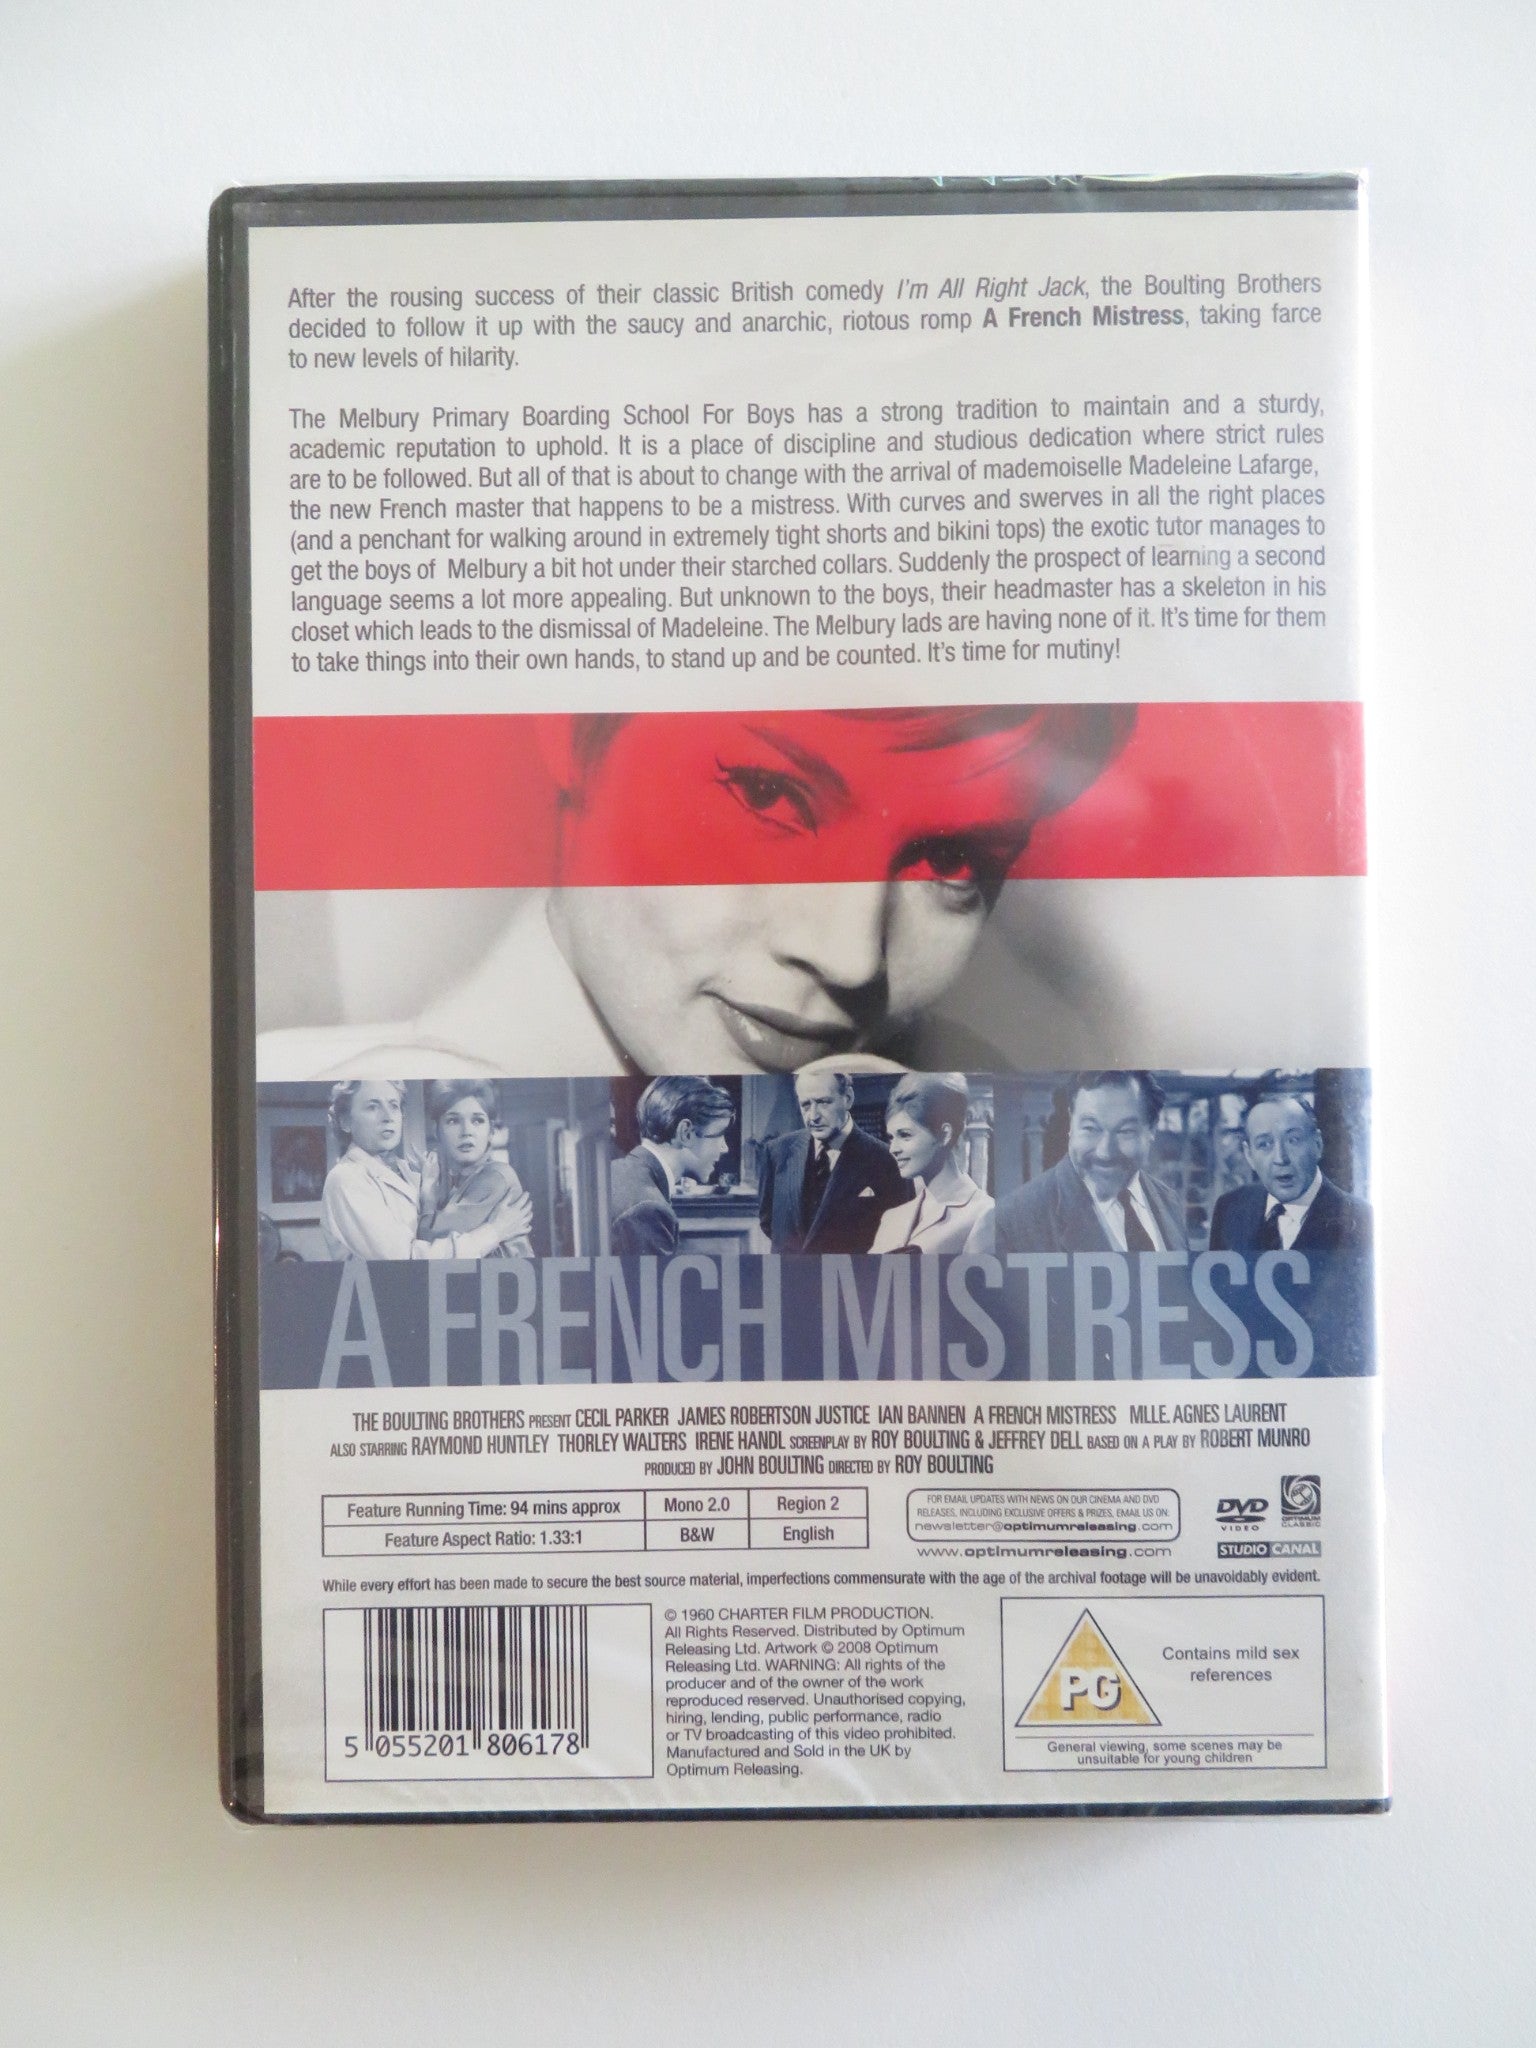 After the rousing success of their classic British comedy I'm All Right Jack, the Boulting Brothers
decided to follow it up with the saucy and anarchic, riotous romp A French Mistress, taking farce
to new levels of hilarity.
The Melbury Primary Boarding School For Boys has a strong tradition to maintain and a sturdy,
academic reputation to uphold. It is a place of discipline and studious dedication where strict rules
are to be followed. But all of that is about to change with the arrival of mademoiselle Madeleine Lafarge,
the new French master that happens to be a mistress. With curves and swerves in all the right places
(and a penchant for walking around in extremely tight shorts and bikini tops) the exotic tutor manages to
get the boys of Melbury a bit hot under their starched collars. Suddenly the prospect of learning a second
language seems a lot more appealing. But unknown to the boys, their headmaster has a skeleton in his
closet which leads to the dismissal of Madeleine. The Melbury lads are having none of it. It's time for them
to take things into their own hands, to stand up and be counted. It's time for mutiny!
A FRENCH MISTRESS
THE BOULTING BROTHERS PRESENT CECIL PARKER JAMES ROBERTSON JUSTICE IAN BANNEN A FRENCH MISTRESS MLLE. AGNES LAURENT
ALSO STARRING RAYMOND HUNTLEY THORLEY WALTERS IRENE HANDL SCREENPLAY BY ROY BOULTING & JEFFREY DELL BASED ON A PLAY BY ROBERT MUNRO
PRODUCED BY JOHN BOULTING DIRECTED BY ROY BOULTING
Feature Running Time: 94 mins approx Mono 2.0 Region 2
Feature Aspect Ratio: 1.33:1 B&W English
FOR EMAIL UPDATES WITH NEWS ON OUR CINEMA AND DVD
RELEASES, INCLUDING EXCLUSIVE OFFERS & PRIZES, EMAIL US ON:
newsletter@optimumreleasing.com
www.optimumreleasing.com
DVD
VIDEO
OPTIMUM
CLASSIC
STUDIO CANAL
While every effort has been made to secure the best source material, imperfections commensurate with the age of the archival footage will be unavoidably evident.
5 055201 806178
© 1960 CHARTER FILM PRODUCTION.
All Rights Reserved. Distributed by Optimum
Releasing Ltd. Artwork © 2008 Optimum
Releasing Ltd. WARNING: All rights of the
producer and of the owner of the work
reproduced reserved. Unauthorised copying,
hiring, lending, public performance, radio
or TV broadcasting of this video prohibited.
Manufactured and Sold in the UK by
Optimum Releasing.
PG
Contains mild sex
references
General viewing, some scenes may be
unsuitable for young children